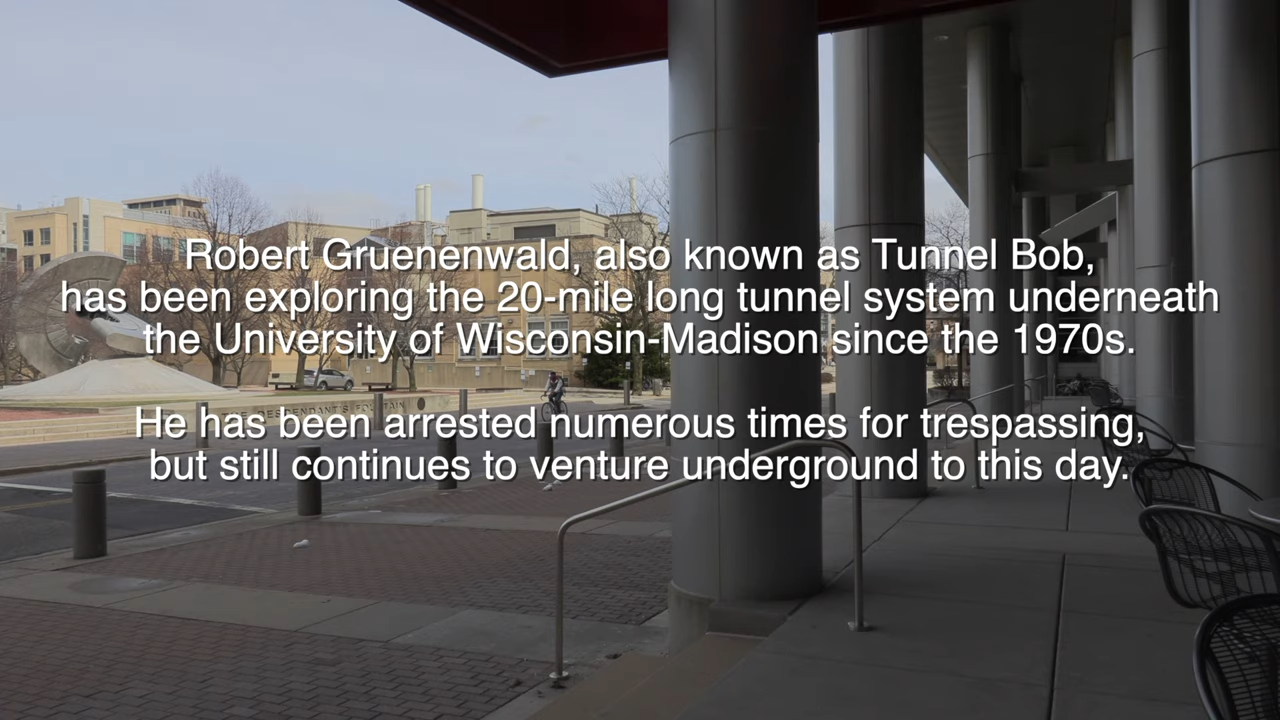 Robert Gruenenwald, also known as Tunnel Bob,
has been exploring the 20-mile long tunnel system underneath
the University of Wisconsin-Madison since the 1970s.
He has been arrested numerous times for trespassing,
but still continues to venture underground to this day.
DESCENDANT'S FOUNTAIN